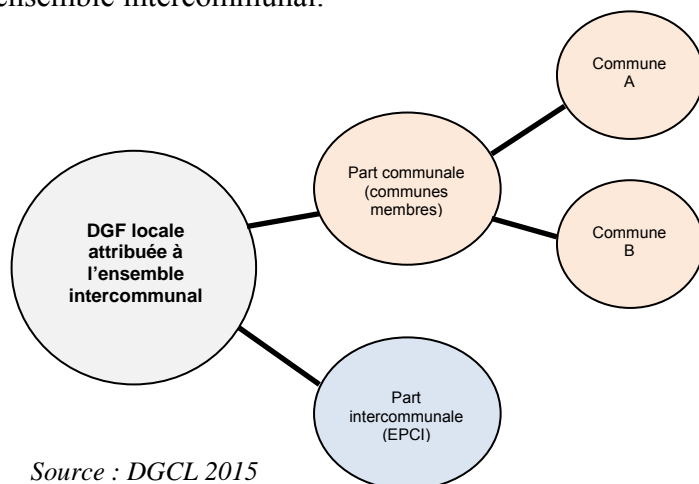 ensemble intercommunal.
Commune
A
Part communale
(communes
membres)
DGF locale
attribuée à
l'ensemble
intercommunal
Commune
B
Part
intercommunale
(EPCI)
Source : DGCL 2015